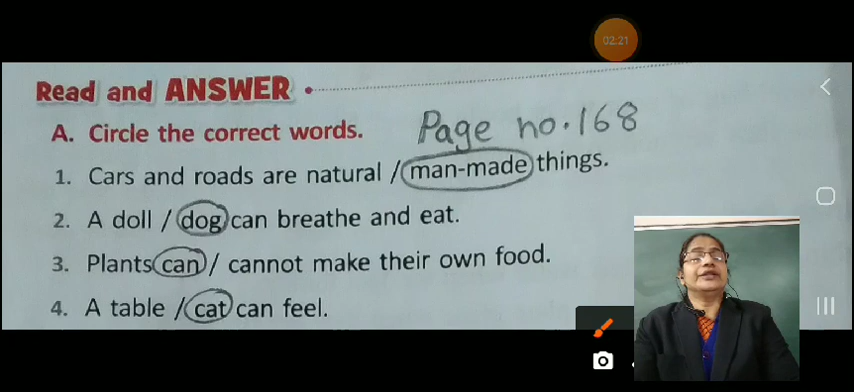 02:21
Read and ANSWER
A. Circle the correct words. Page no. 168
1. Cars and roads are natural / man-made things.
2. A doll / dog can breathe and eat.
3. Plants can / cannot make their own food.
4. A table / cat can feel.